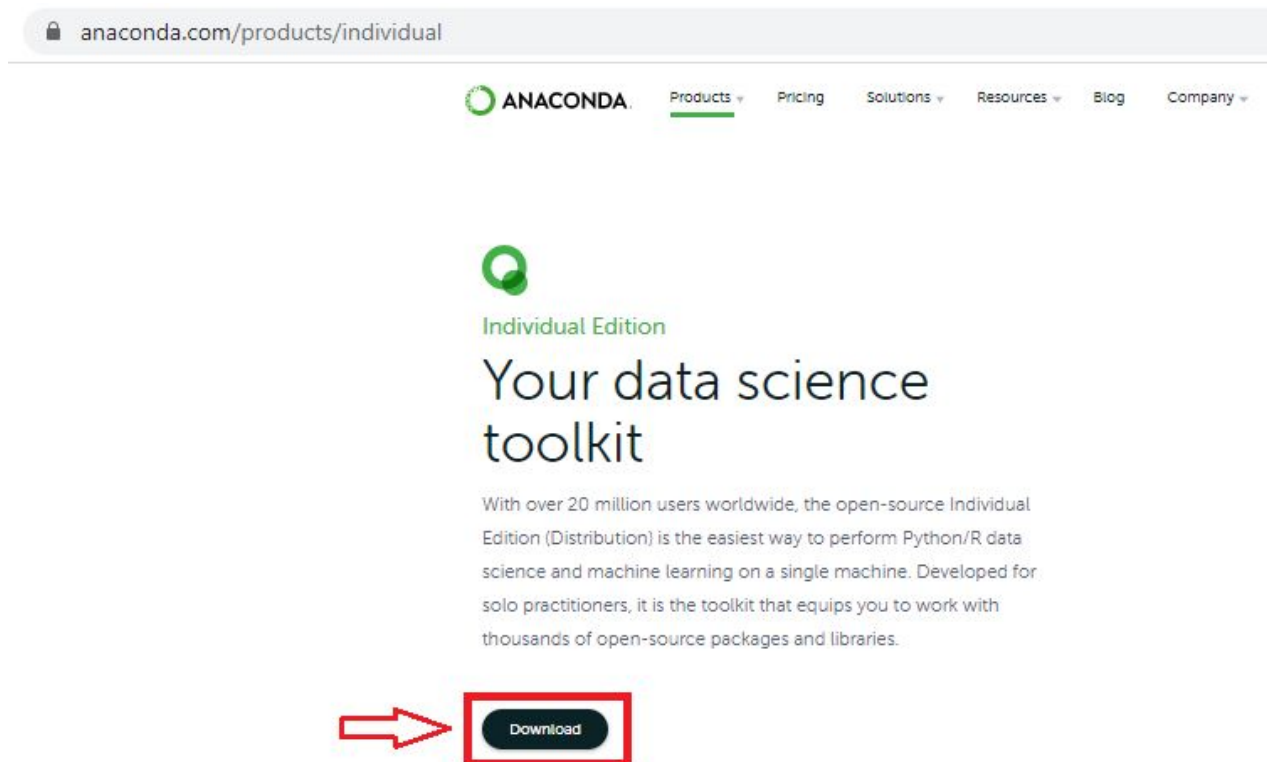 anaconda.com/products/individual
ANACONDA. Products Pricing Solutions Resources Blog Company
Individual Edition
Your data science
toolkit
With over 20 million users worldwide, the open-source Individual
Edition (Distribution) is the easiest way to perform Python/R data
science and machine learning on a single machine. Developed for
solo practitioners, it is the toolkit that equips you to work with
thousands of open-source packages and libraries.
Download